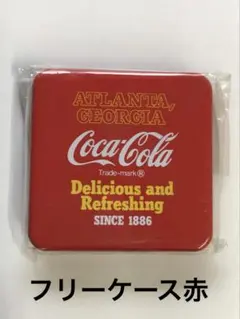 ATLANTA,
GEORGIA
Coca-Cola
Trade-mark®
Delicious and
Refreshing
SINCE 1886
フリーケース赤